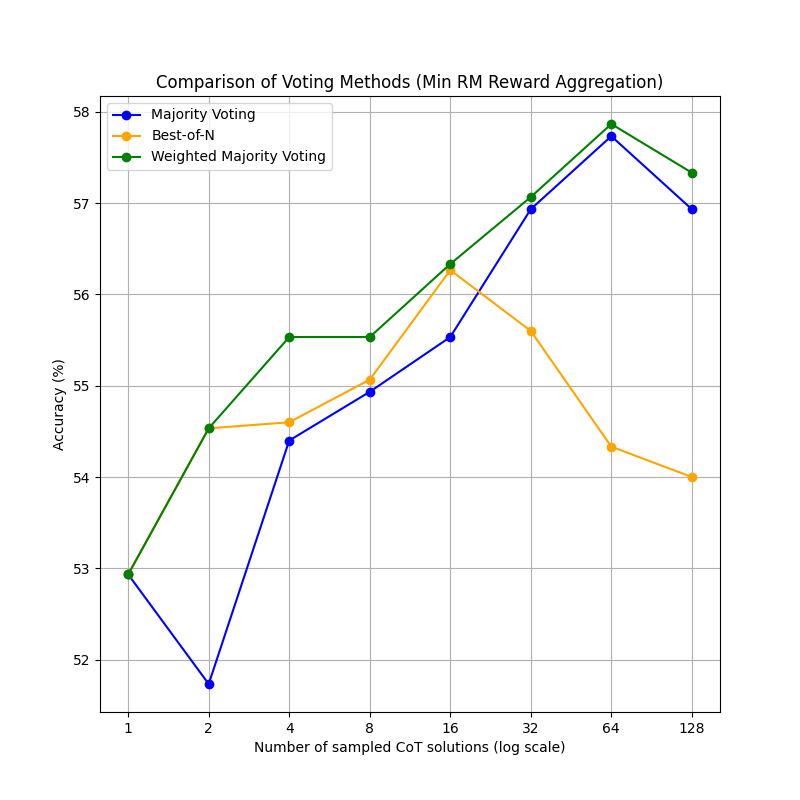 Comparison of Voting Methods (Min RM Reward Aggregation)
Majority Voting
Best-of-N
Weighted Majority Voting
58
57
56
55
54
53
52
Accuracy (%)
1 2 4 8 16 32 64 128
Number of sampled CoT solutions (log scale)